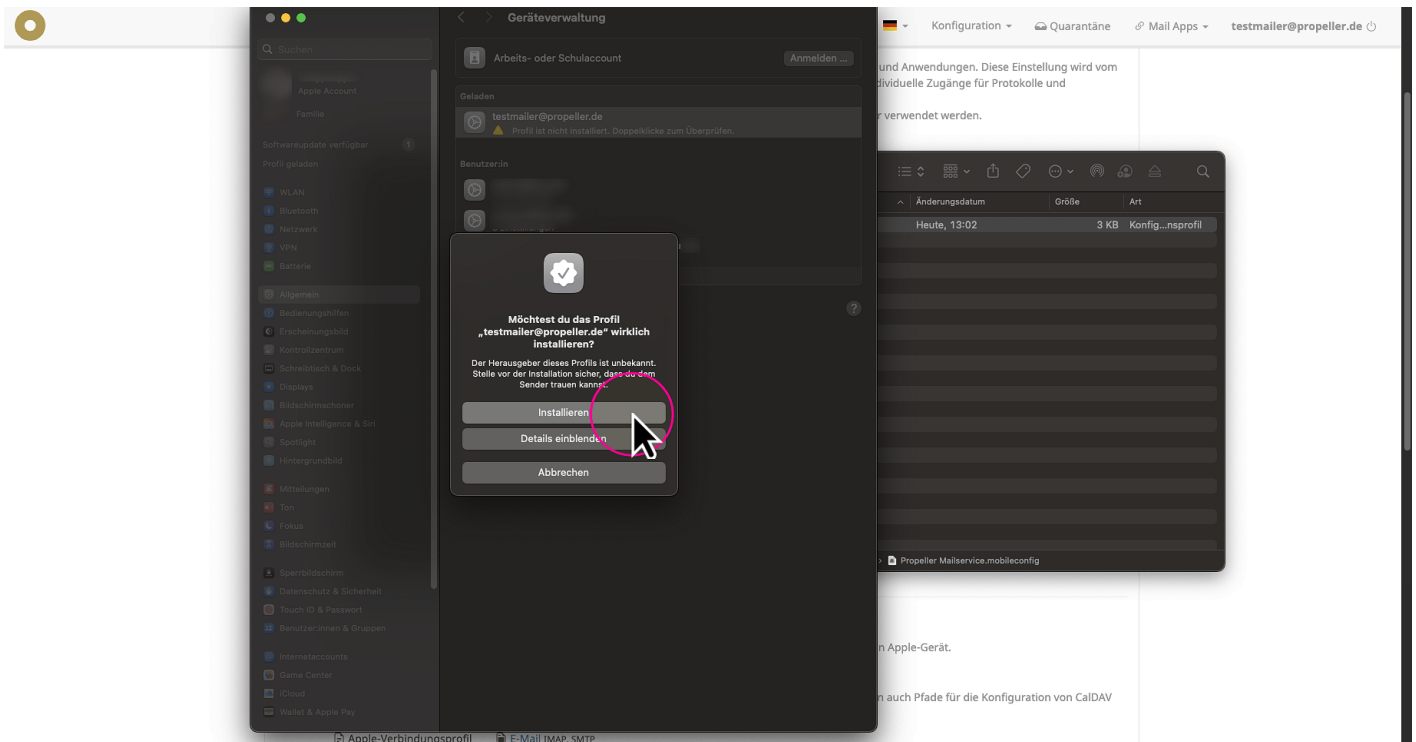 Geräteverwaltung
Konfiguration
Quarantäne
Mail Apps
testmailer@propeller.de
Suchen
Apple Account
Familie
Softwareupdate verfügbar 1
Profil geladen
WLAN
Bluetooth
Netzwerk
VPN
Batterie
Allgemein
Bedienungshilfen
Erscheinungsbild
Kontrollzentrum
Schreibtisch & Dock
Displays
Bildschirmschoner
Apple Intelligence & Siri
Spotlight
Hintergrundbild
Mitteilungen
Ton
Fokus
Bildschirmzeit
Sperrbildschirm
Datenschutz & Sicherheit
Touch ID & Passwort
Benutzer:innen & Gruppen
Internetaccounts
Game Center
iCloud
Wallet & Apple Pay
Arbeits- oder Schulaccount
Anmelden ...
Geladen
testmailer@propeller.de
Profil ist nicht installiert. Doppelklicke zum Überprüfen.
Benutzer:in
?
Möchtest du das Profil
„testmailer@propeller.de“ wirklich
installieren?
Der Herausgeber dieses Profils ist unbekannt.
Stelle vor der Installation sicher, dass du dem
Sender trauen kannst.
Installieren
Details einblenden
Abbrechen
und Anwendungen. Diese Einstellung wird vom
dividuelle Zugänge für Protokolle und
r verwendet werden.
Änderungsdatum Größe Art
Heute, 13:02 3 KB Konfig...nsprofil
Propeller Mailservice.mobileconfig
n Apple-Gerät.
n auch Pfade für die Konfiguration von CalDAV
Apple-Verbindungsprofil E-Mail IMAP, SMTP